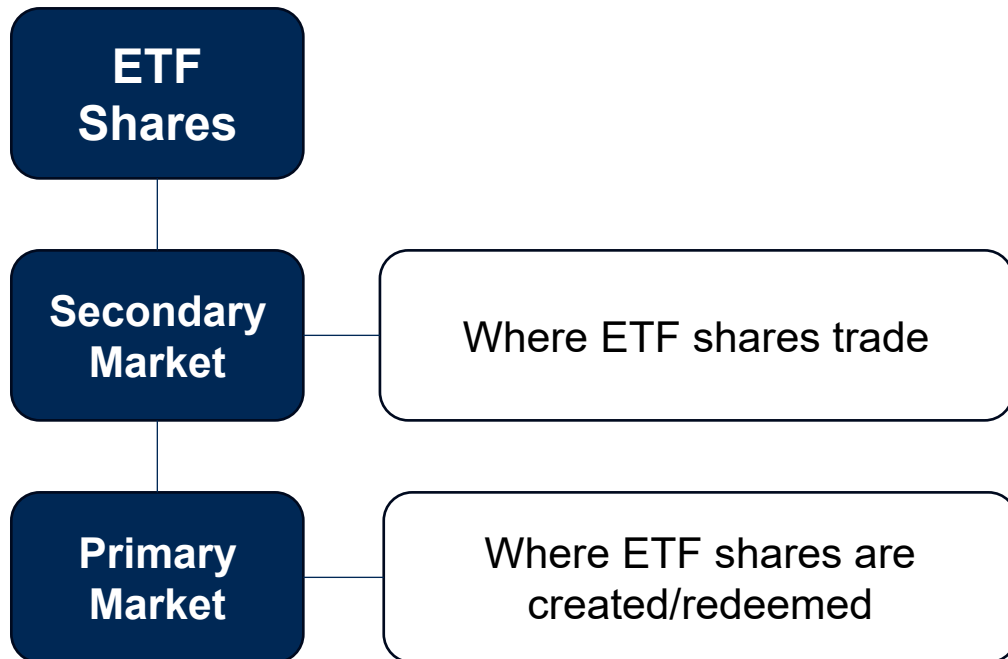 ETF
Shares
Secondary
Market
Where ETF shares trade
Primary
Market
Where ETF shares are
created/redeemed